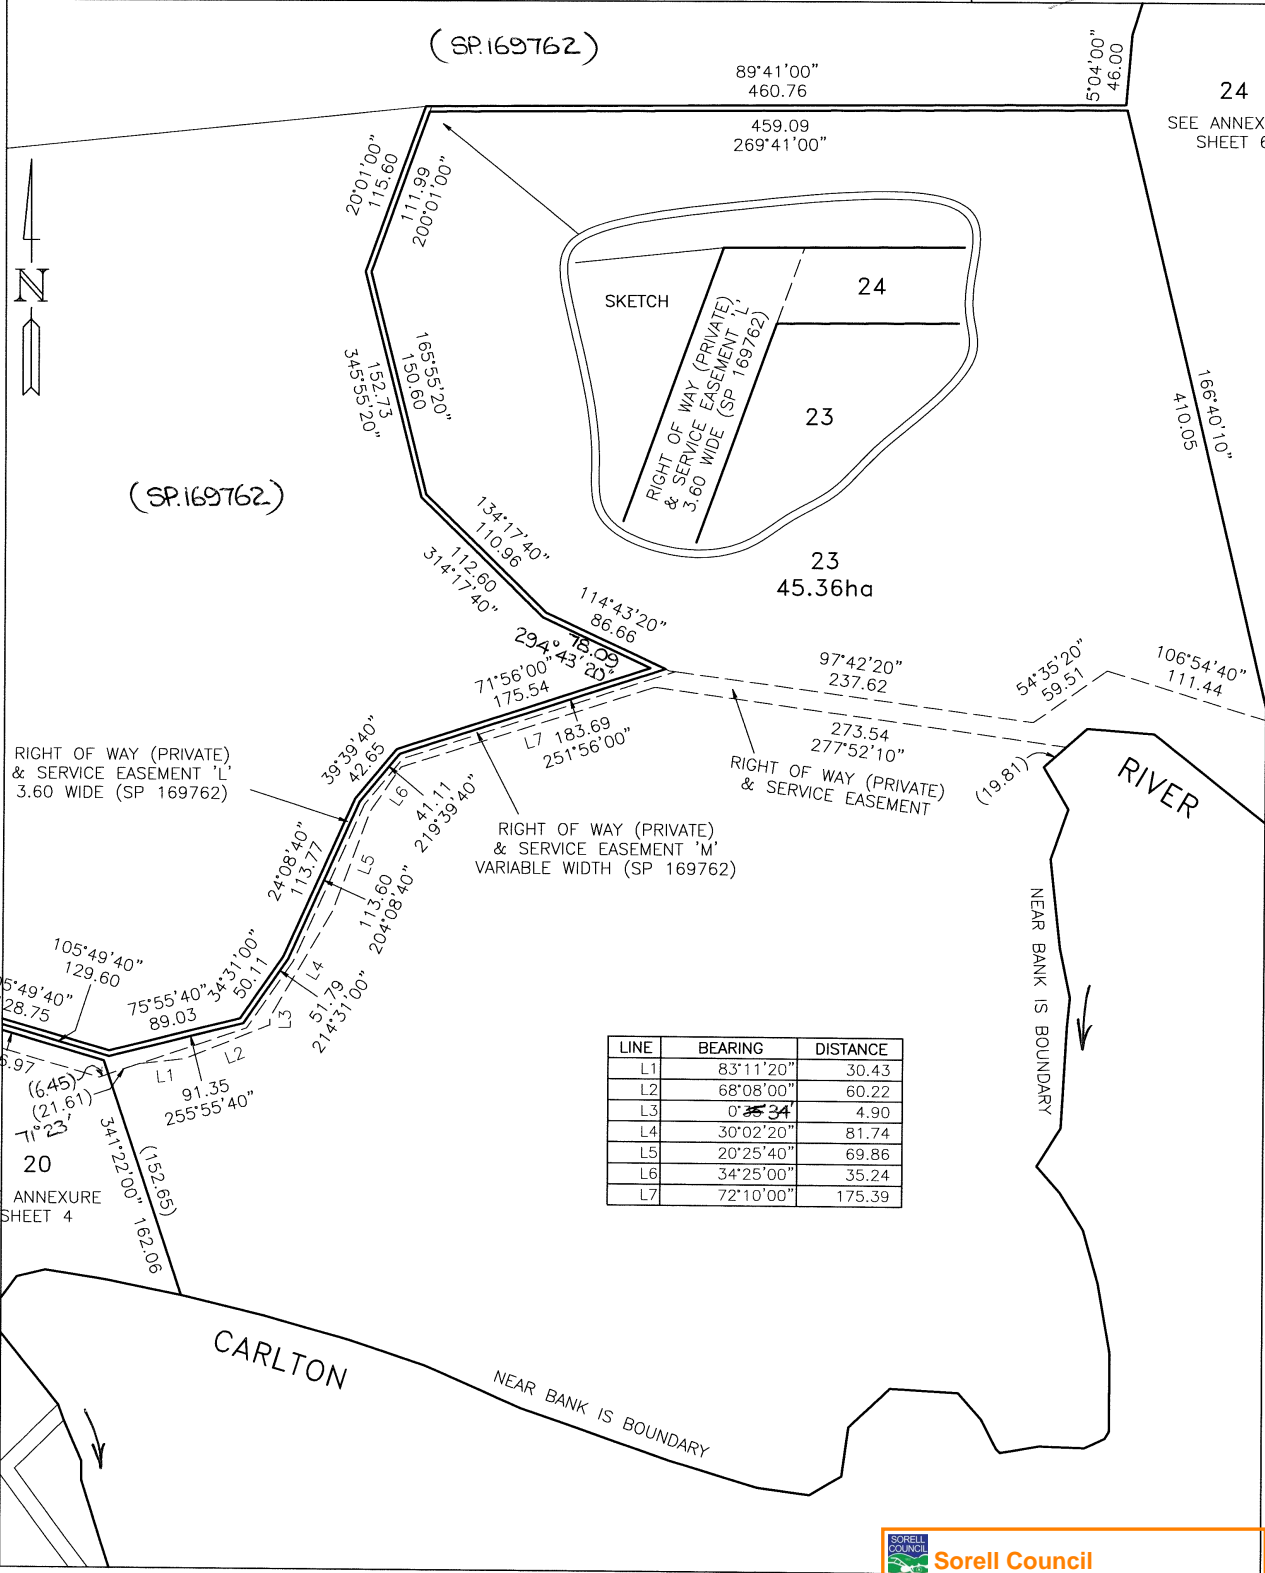 (SP.169762)
89°41'00"
460.76
5°04'00"
46.00
24
SEE ANNEX
SHEET 6
459.09
269°41'00"
20°01'00"
115.60
111.99
200°01'00"
N
SKETCH
24
RIGHT OF WAY (PRIVATE)
& SERVICE EASEMENT 'L'
3.60 WIDE (SP 169762)
23
165°55'20"
150.60
152.73
345°55'20"
166°40'10"
410.05
(SP.169762)
134°17'40"
110.96
112.60
314°17'40"
23
45.36ha
114°43'20"
86.66
78.09
294°43'20"
71°56'00"
175.54
97°42'20"
237.62
54°35'20"
59.51
106°54'40"
111.44
L7 183.69
251°56'00"
273.54
277°52'10"
RIGHT OF WAY (PRIVATE)
& SERVICE EASEMENT
(19.81)
RIVER
RIGHT OF WAY (PRIVATE)
& SERVICE EASEMENT 'L'
3.60 WIDE (SP 169762)
39°39'40"
42.65
L6
41.11
219°39'40"
RIGHT OF WAY (PRIVATE)
& SERVICE EASEMENT 'M'
VARIABLE WIDTH (SP 169762)
24°08'40"
113.77
L5
113.60
204°08'40"
NEAR BANK IS BOUNDARY
105°49'40"
129.60
5°49'40"
28.75
75°55'40"
89.03
34°31'00"
50.11
L4
51.79
214°31'00"
L3
L2
L1
6.97
(6.45)
(21.61)
71°23'
91.35
255°55'40"
LINE BEARING DISTANCE
L1 83°11'20" 30.43
L2 68°08'00" 60.22
L3 0°35 34' 4.90
L4 30°02'20" 81.74
L5 20°25'40" 69.86
L6 34°25'00" 35.24
L7 72°10'00" 175.39
20
ANNEXURE
SHEET 4
(152.65)
341°22'00" 162.06
CARLTON
NEAR BANK IS BOUNDARY
SORELL
COUNCIL
Sorell Council